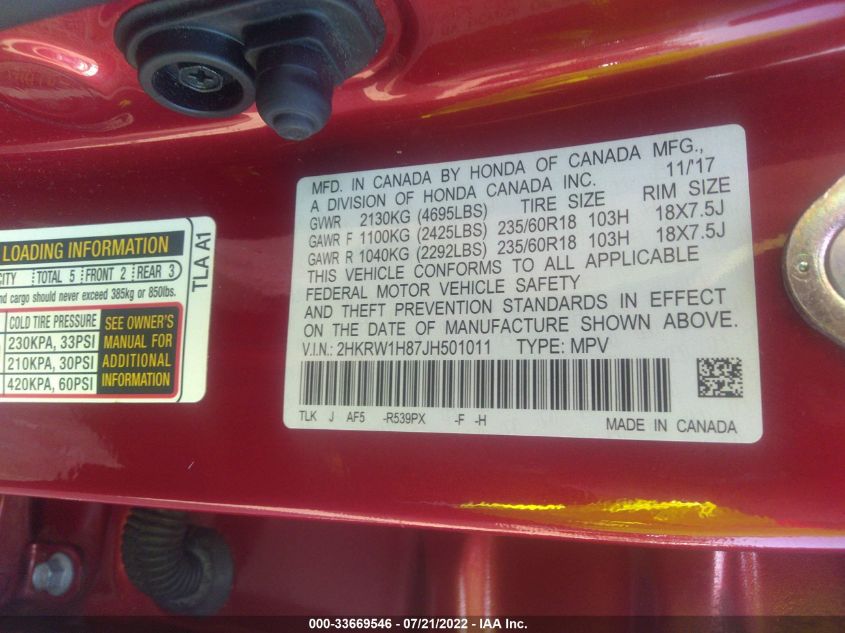 MFD. IN CANADA BY HONDA OF CANADA MFG.,
A DIVISION OF HONDA CANADA INC. 11/'17
GVWR 2130KG (4695LBS) TIRE SIZE RIM SIZE
GAWR F 1100KG (2425LBS) 235/60R18 103H 18X7.5J
GAWR R 1040KG (2292LBS) 235/60R18 103H 18X7.5J
THIS VEHICLE CONFORMS TO ALL APPLICABLE
FEDERAL MOTOR VEHICLE SAFETY
AND THEFT PREVENTION STANDARDS IN EFFECT
ON THE DATE OF MANUFACTURE SHOWN ABOVE.
V.I.N.: 2HKRW1H87JH501011 TYPE: MPV
TLK J AF5 -R539PX -F -H
MADE IN CANADA
LOADING INFORMATION
CITY TOTAL 5 FRONT 2 REAR 3
nd cargo should never exceed 385kg or 850lbs.
COLD TIRE PRESSURE
230KPA, 33PSI
210KPA, 30PSI
420KPA, 60PSI
SEE OWNER'S
MANUAL FOR
ADDITIONAL
INFORMATION
TLA A1
000-33669546 - 07/21/2022 - IAA Inc.